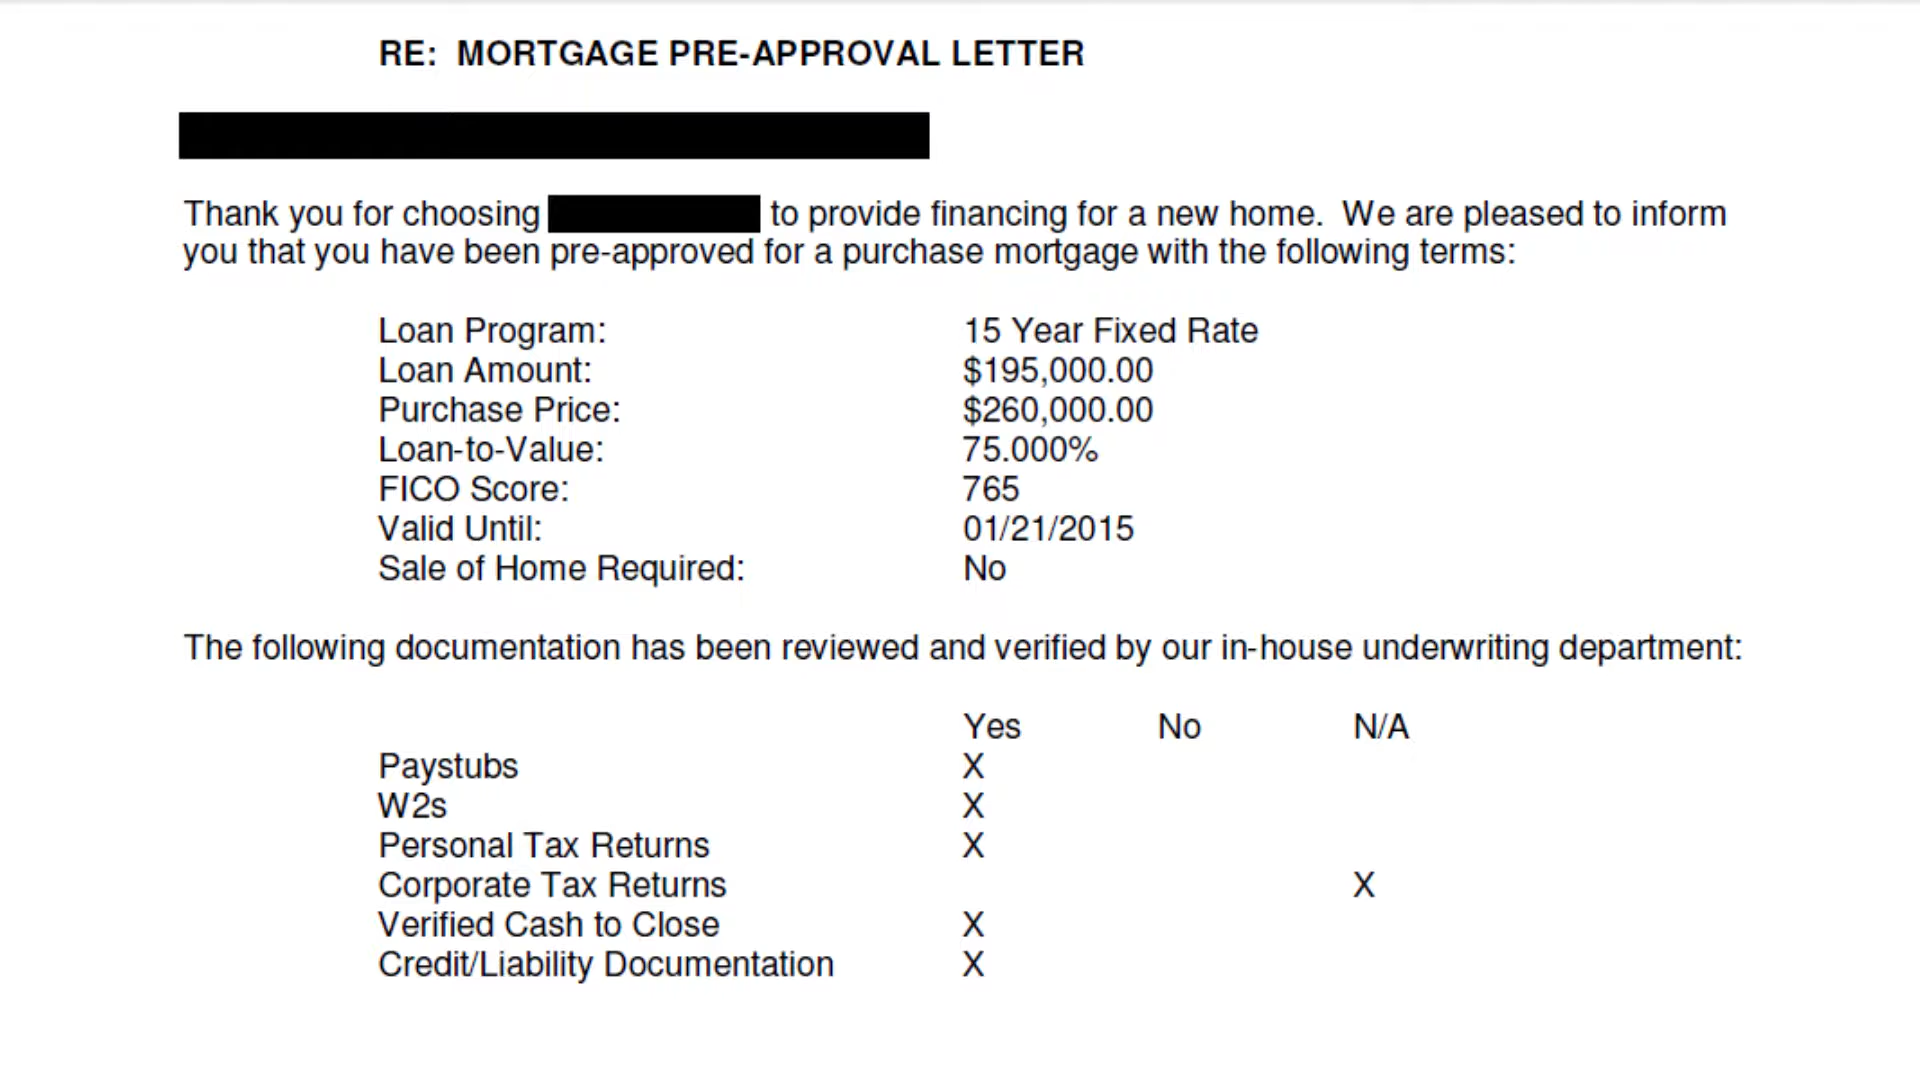 RE: MORTGAGE PRE-APPROVAL LETTER
Thank you for choosing to provide financing for a new home. We are pleased to inform
you that you have been pre-approved for a purchase mortgage with the following terms:
Loan Program: 15 Year Fixed Rate
Loan Amount: $195,000.00
Purchase Price: $260,000.00
Loan-to-Value: 75.000%
FICO Score: 765
Valid Until: 01/21/2015
Sale of Home Required: No
The following documentation has been reviewed and verified by our in-house underwriting department:
Yes No N/A
Paystubs X
W2s X
Personal Tax Returns X
Corporate Tax Returns X
Verified Cash to Close X
Credit/Liability Documentation X